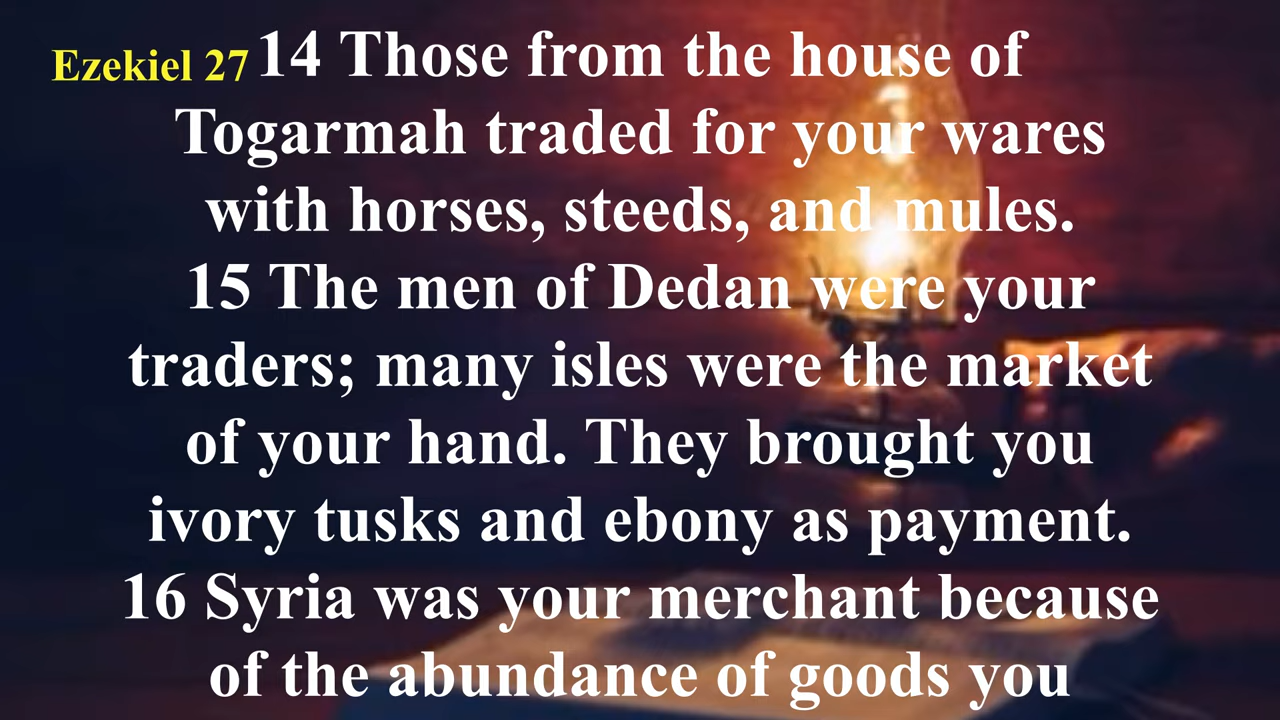 Ezekiel 27 14 Those from the house of
Togarmah traded for your wares
with horses, steeds, and mules.
15 The men of Dedan were your
traders; many isles were the market
of your hand. They brought you
ivory tusks and ebony as payment.
16 Syria was your merchant because
of the abundance of goods you